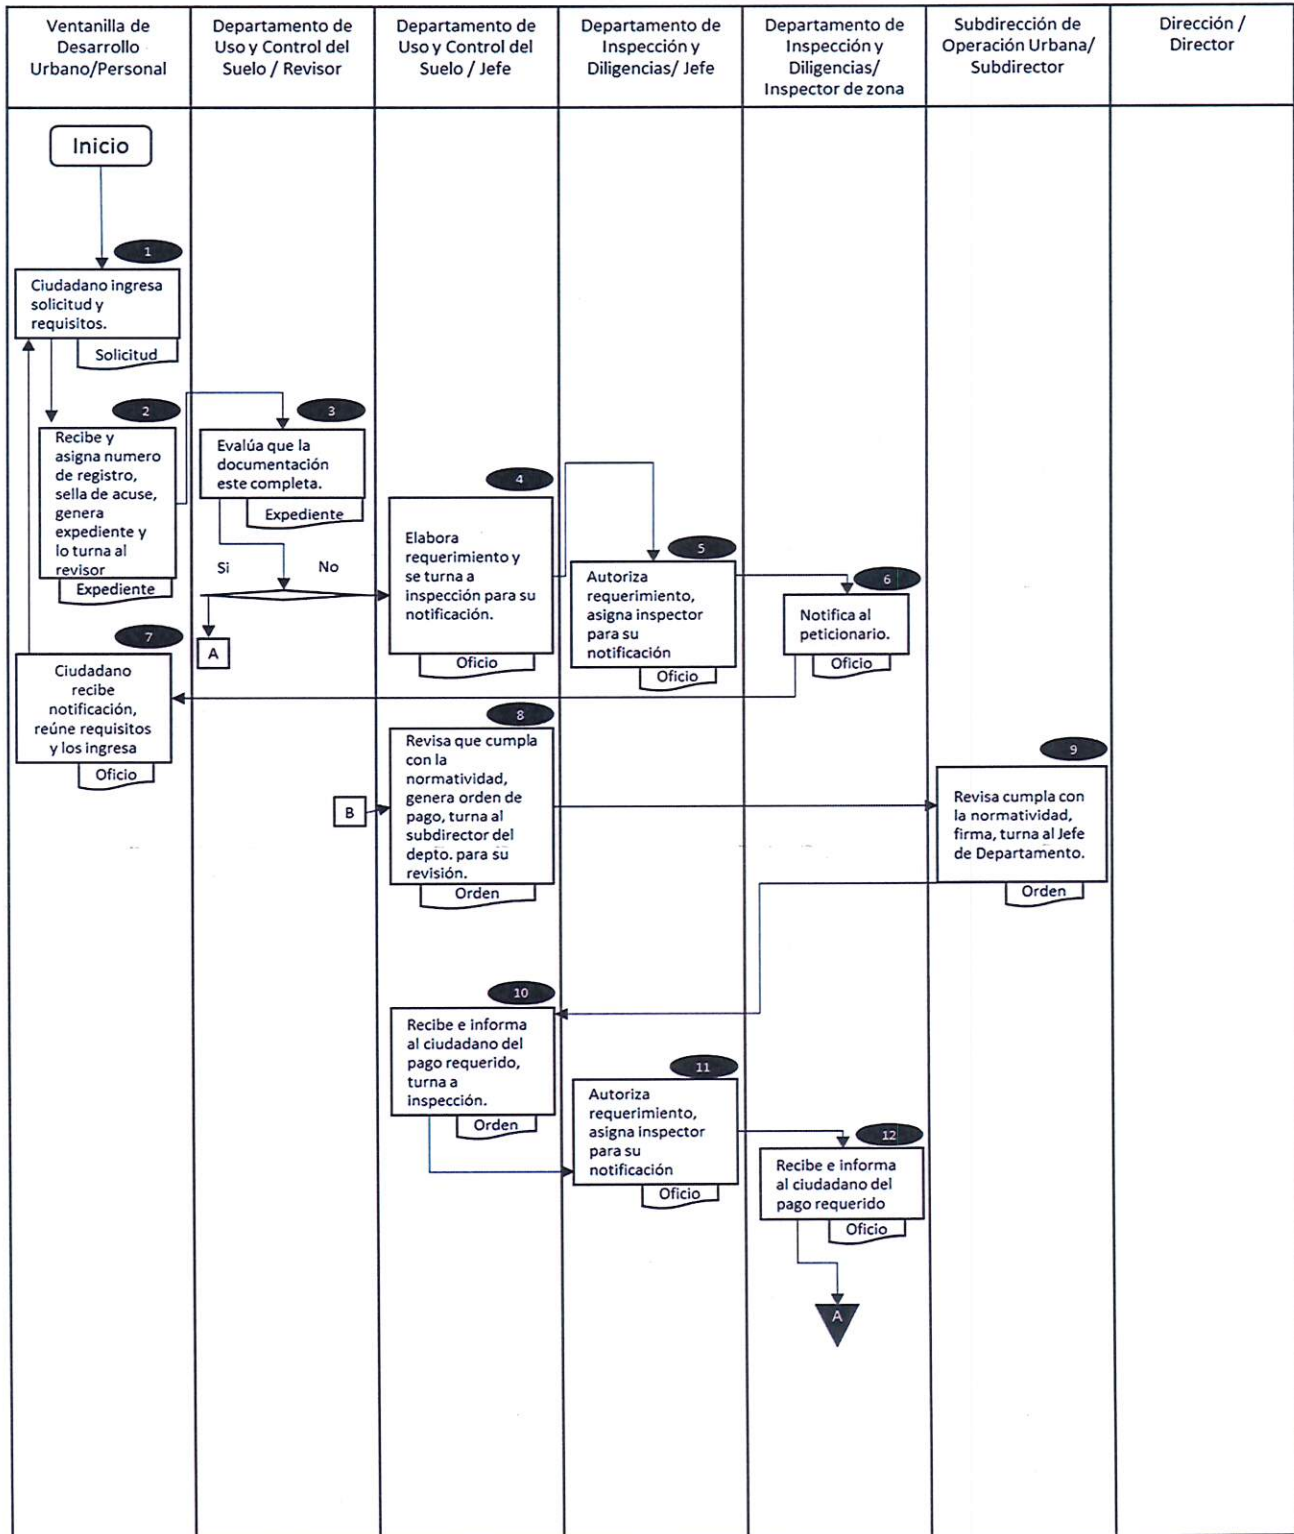 Ventanilla de
Desarrollo
Urbano/Personal
Departamento de
Uso y Control del
Suelo / Revisor
Departamento de
Uso y Control del
Suelo / Jefe
Departamento de
Inspección y
Diligencias/ Jefe
Departamento de
Inspección y
Diligencias/
Inspector de zona
Subdirección de
Operación Urbana/
Subdirector
Dirección /
Director
Inicio
1
Ciudadano ingresa
solicitud y
requisitos.
Solicitud
2
Recibe y
asigna numero
de registro,
sella de acuse,
genera
expediente y
lo turna al
revisor
Expediente
3
Evalúa que la
documentación
este completa.
Expediente
Si
No
A
4
Elabora
requerimiento y
se turna a
inspección para su
notificación.
Oficio
5
Autoriza
requerimiento,
asigna inspector
para su
notificación
Oficio
6
Notifica al
peticionario.
Oficio
7
Ciudadano
recibe
notificación,
reúne requisitos
y los ingresa
Oficio
B
8
Revisa que cumpla
con la
normatividad,
genera orden de
pago, turna al
subdirector del
depto. para su
revisión.
Orden
9
Revisa cumpla con
la normatividad,
firma, turna al Jefe
de Departamento.
Orden
10
Recibe e informa
al ciudadano del
pago requerido,
turna a
inspección.
Orden
11
Autoriza
requerimiento,
asigna inspector
para su
notificación
Oficio
12
Recibe e informa
al ciudadano del
pago requerido
Oficio
A